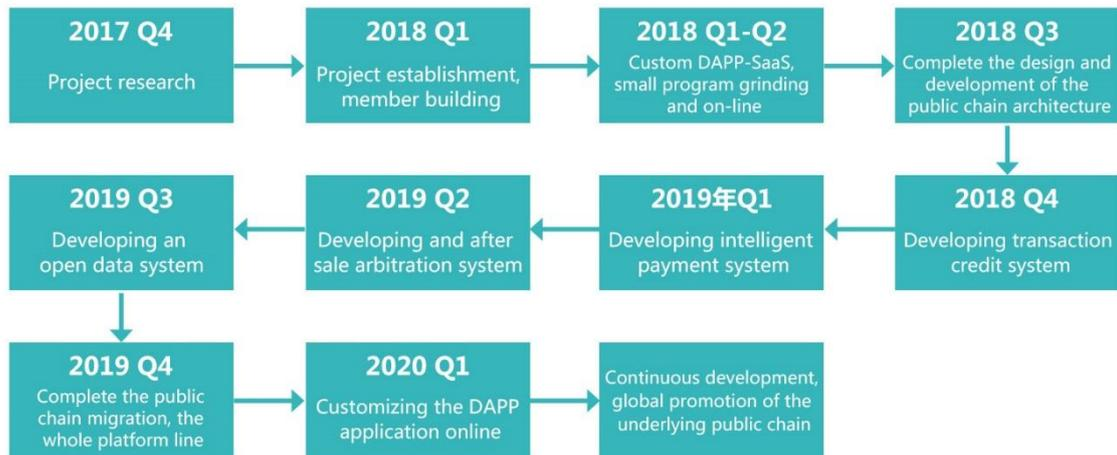 2017 Q4
Project research
2018 Q1
Project establishment,
member building
2018 Q1-Q2
Custom DAPP-SaaS,
small program grinding
and on-line
2018 Q3
Complete the design and
development of the
public chain architecture
2018 Q4
Developing transaction
credit system
2019年Q1
Developing intelligent
payment system
2019 Q2
Developing and after
sale arbitration system
2019 Q3
Developing an
open data system
2019 Q4
Complete the public
chain migration, the
whole platform line
2020 Q1
Customizing the DAPP
application online
Continuous development,
global promotion of the
underlying public chain